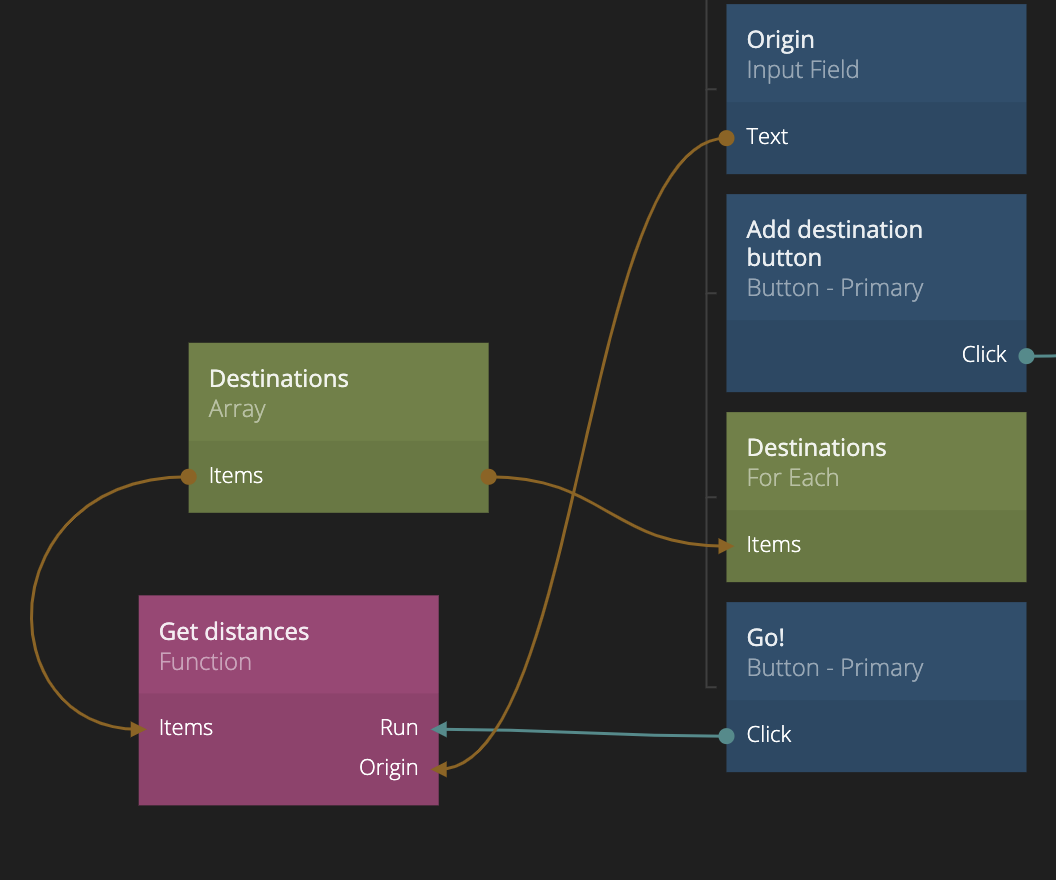 Origin
Input Field
Text
Add destination
button
Button - Primary
Click
Destinations
Array
Items
Destinations
For Each
Items
Get distances
Function
Items
Run
Origin
Go!
Button - Primary
Click